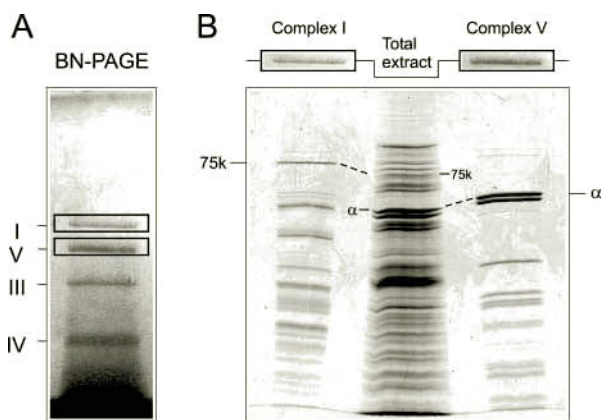 A
BN-PAGE
I
V
III
IV
B
Complex I
Total
extract
Complex V
75k
75k
α
α